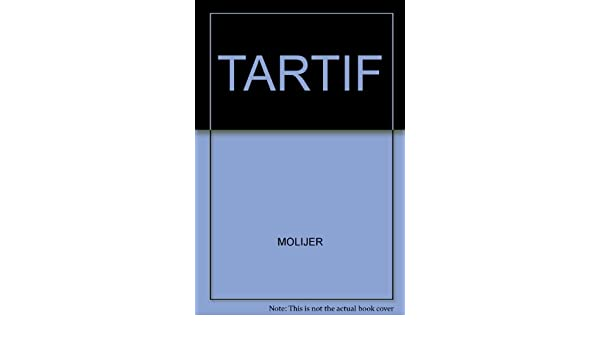 TARTIF
MOLIJER
Note: This is not the actual book cover